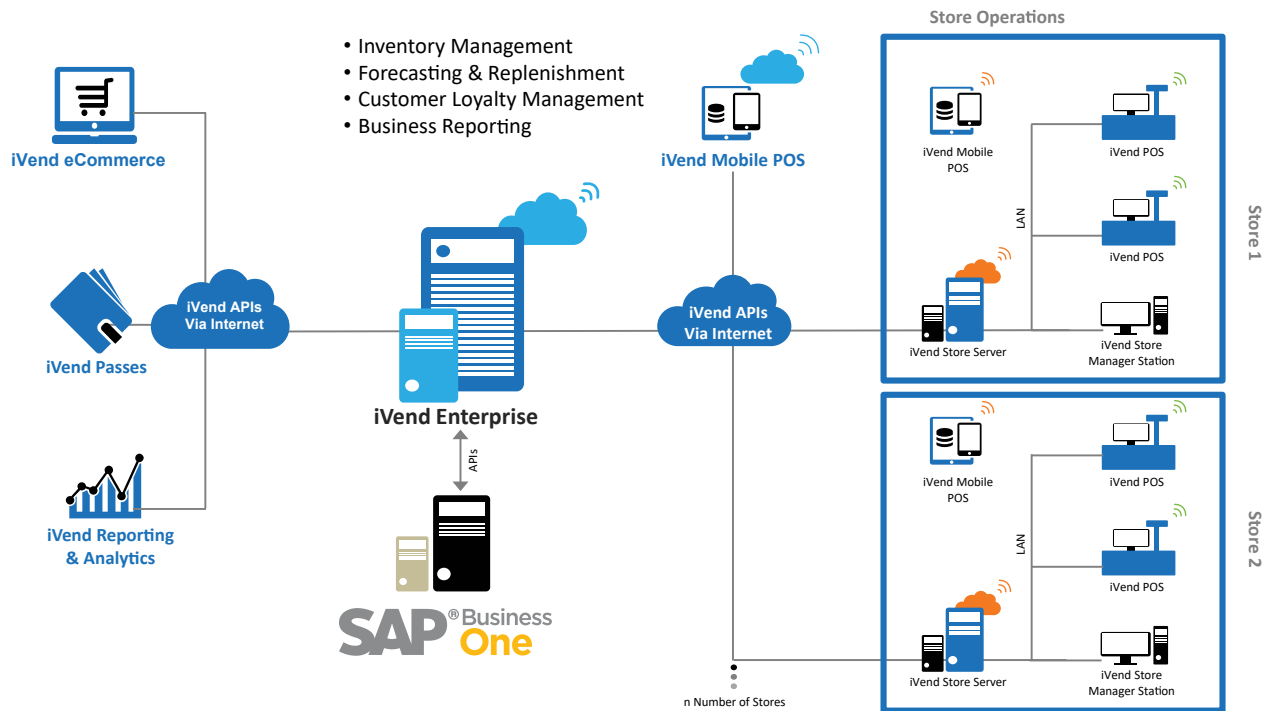 Store Operations
• Inventory Management
• Forecasting & Replenishment
• Customer Loyalty Management
• Business Reporting
iVend eCommerce
iVend Passes
iVend Reporting
& Analytics
iVend APIs
Via Internet
iVend Enterprise
APIs
SAP® Business
One
iVend Mobile POS
iVend APIs
Via Internet
n Number of Stores
iVend Mobile
POS
iVend POS
LAN
iVend POS
iVend Store Server
iVend Store
Manager Station
Store 1
iVend Mobile
POS
iVend POS
LAN
iVend POS
iVend Store Server
iVend Store
Manager Station
Store 2